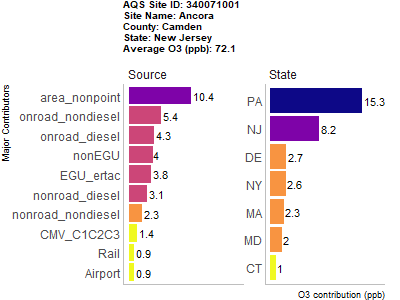 AQS Site ID: 340071001
Site Name: Ancora
County: Camden
State: New Jersey
Average O3 (ppb): 72.1
Major Contributors
Source
area_nonpoint 10.4
onroad_nondiesel 5.4
onroad_diesel 4.3
nonEGU 4
EGU_ertac 3.8
nonroad_diesel 3.1
nonroad_nondiesel 2.3
CMV_C1C2C3 1.4
Rail 0.9
Airport 0.9
State
PA 15.3
NJ 8.2
DE 2.7
NY 2.6
MA 2.3
MD 2
CT 1
O3 contribution (ppb)